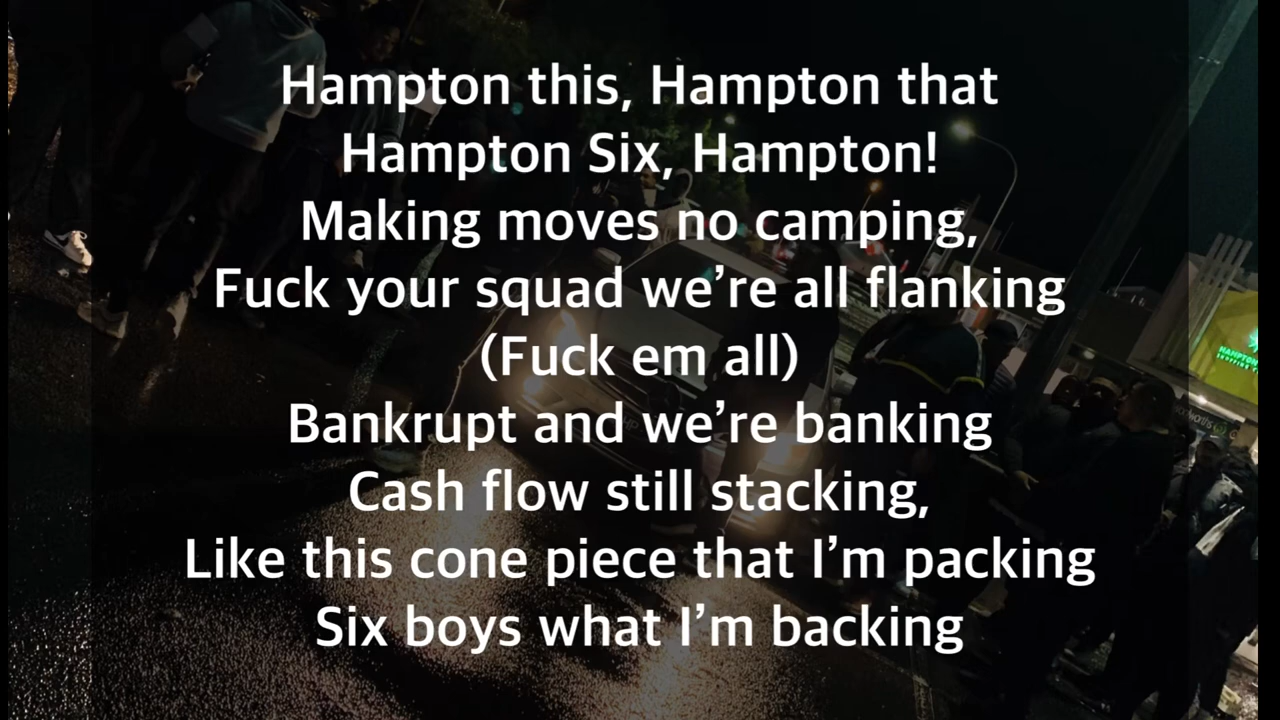 Hampton this, Hampton that
Hampton Six, Hampton!
Making moves no camping,
Fuck your squad we’re all flanking
(Fuck em all)
Bankrupt and we’re banking
Cash flow still stacking,
Like this cone piece that I’m packing
Six boys what I’m backing
HAMPTON